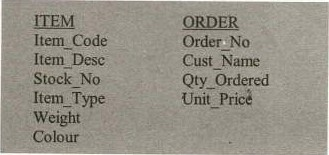 ITEM ORDER
Item_Code Order_No
Item_Desc Cust_Name
Stock_No Qty_Ordered
Item_Type Unit_Price
Weight
Colour